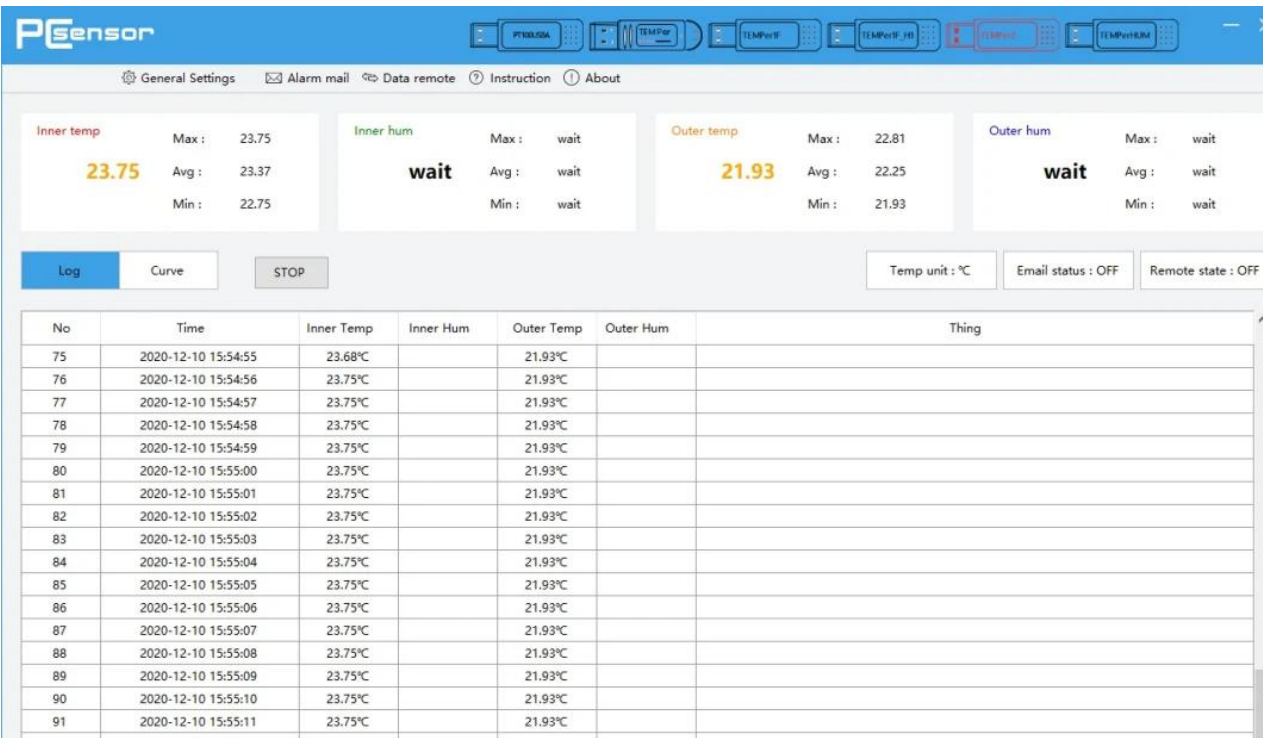 PCsensor
PT100USBA TEMPer TEMPer1F TEMPer1F_H1 TEMPer2 TEMPerHUM
General Settings Alarm mail Data remote Instruction About
Inner temp Max : 23.75 Inner hum Max : wait Outer temp Max : 22.81 Outer hum Max : wait
23.75 Avg : 23.37 wait Avg : wait 21.93 Avg : 22.25 wait Avg : wait
Min : 22.75 Min : wait Min : 21.93 Min : wait
Log Curve STOP Temp unit : ℃ Email status : OFF Remote state : OFF
No Time Inner Temp Inner Hum Outer Temp Outer Hum Thing
75 2020-12-10 15:54:55 23.68℃ 21.93℃
76 2020-12-10 15:54:56 23.75℃ 21.93℃
77 2020-12-10 15:54:57 23.75℃ 21.93℃
78 2020-12-10 15:54:58 23.75℃ 21.93℃
79 2020-12-10 15:54:59 23.75℃ 21.93℃
80 2020-12-10 15:55:00 23.75℃ 21.93℃
81 2020-12-10 15:55:01 23.75℃ 21.93℃
82 2020-12-10 15:55:02 23.75℃ 21.93℃
83 2020-12-10 15:55:03 23.75℃ 21.93℃
84 2020-12-10 15:55:04 23.75℃ 21.93℃
85 2020-12-10 15:55:05 23.75℃ 21.93℃
86 2020-12-10 15:55:06 23.75℃ 21.93℃
87 2020-12-10 15:55:07 23.75℃ 21.93℃
88 2020-12-10 15:55:08 23.75℃ 21.93℃
89 2020-12-10 15:55:09 23.75℃ 21.93℃
90 2020-12-10 15:55:10 23.75℃ 21.93℃
91 2020-12-10 15:55:11 23.75℃ 21.93℃